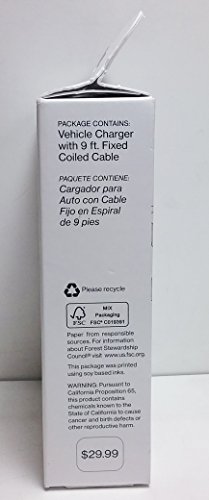 PACKAGE CONTAINS:
Vehicle Charger
with 9 ft. Fixed
Coiled Cable
PAQUETE CONTIENE:
Cargador para
Auto con Cable
Fijo en Espiral
de 9 pies
Please recycle
FSC
MIX
Packaging
FSC® C019361
Paper from responsible
sources. For information
about Forest Stewardship
Council® visit www.us.fsc.org.
This package was printed
using soy based inks.
WARNING: Pursuant to
California Proposition 65,
this product contains
chemicals known to the
State of California to cause
cancer and birth defects or
other reproductive harm.
$29.99